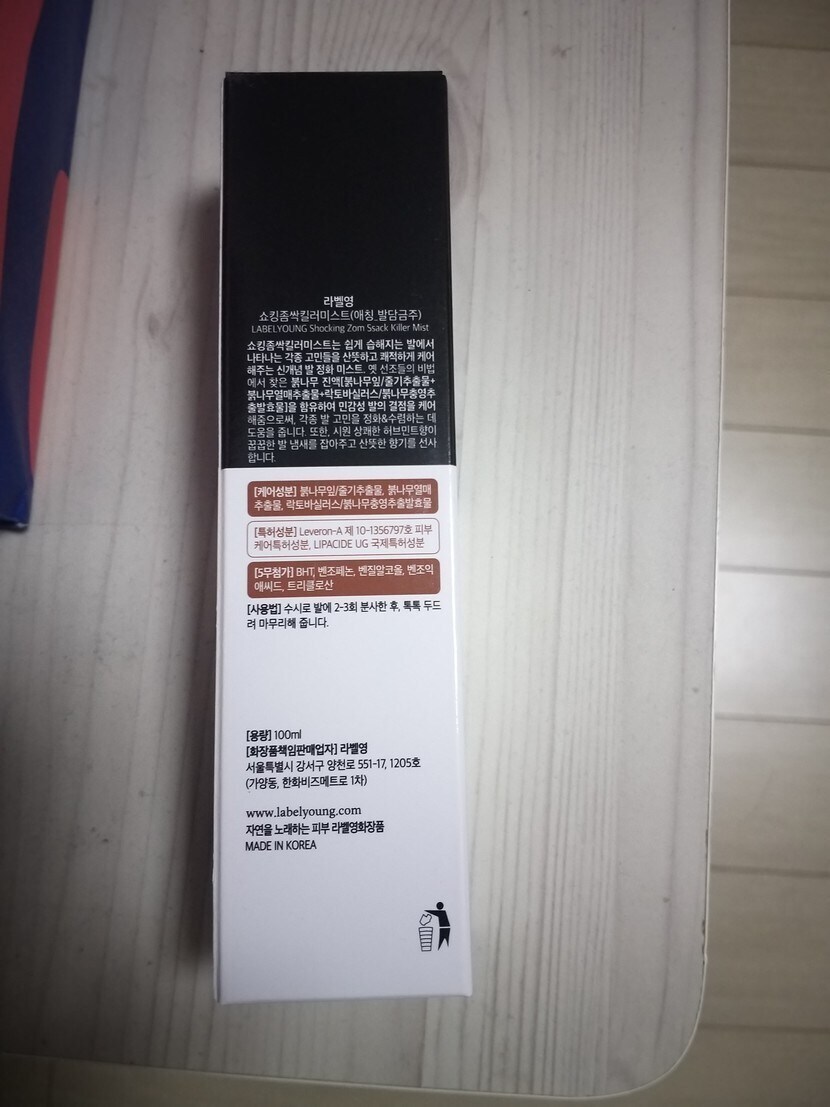 라벨영
쇼킹좀싹킬러미스트(애칭_발담금주)
LABELYOUNG Shocking Zom Ssack Killer Mist
쇼킹좀싹킬러미스트는 쉽게 습해지는 발에서
나타나는 각종 고민들을 산뜻하고 쾌적하게 케어
해주는 신개념 발 정화 미스트. 옛 선조들의 비법
에서 찾은 붉나무 진액[붉나무잎/줄기추출물+
붉나무열매추출물+락토바실러스/붉나무충영추
출발효물]을 함유하여 민감성 발의 결점을 케어
해줌으로써, 각종 발 고민을 정화&수렴하는 데
도움을 줍니다. 또한, 시원 상쾌한 허브민트향이
꿉꿉한 발 냄새를 잡아주고 산뜻한 향기를 선사
합니다.
[케어성분] 붉나무잎/줄기추출물, 붉나무열매
추출물, 락토바실러스/붉나무충영추출발효물
[특허성분] Leveron-A 제 10-1356797호 피부
케어특허성분, LIPACIDE UG 국제특허성분
[5무첨가] BHT, 벤조페논, 벤질알코올, 벤조익
애씨드, 트리클로산
[사용법] 수시로 발에 2-3회 분사한 후, 톡톡 두드
려 마무리해 줍니다.
[용량] 100ml
[화장품책임판매업자] 라벨영
서울특별시 강서구 양천로 551-17, 1205호
(가양동, 한화비즈메트로 1차)
www.labelyoung.com
자연을 노래하는 피부 라벨영화장품
MADE IN KOREA